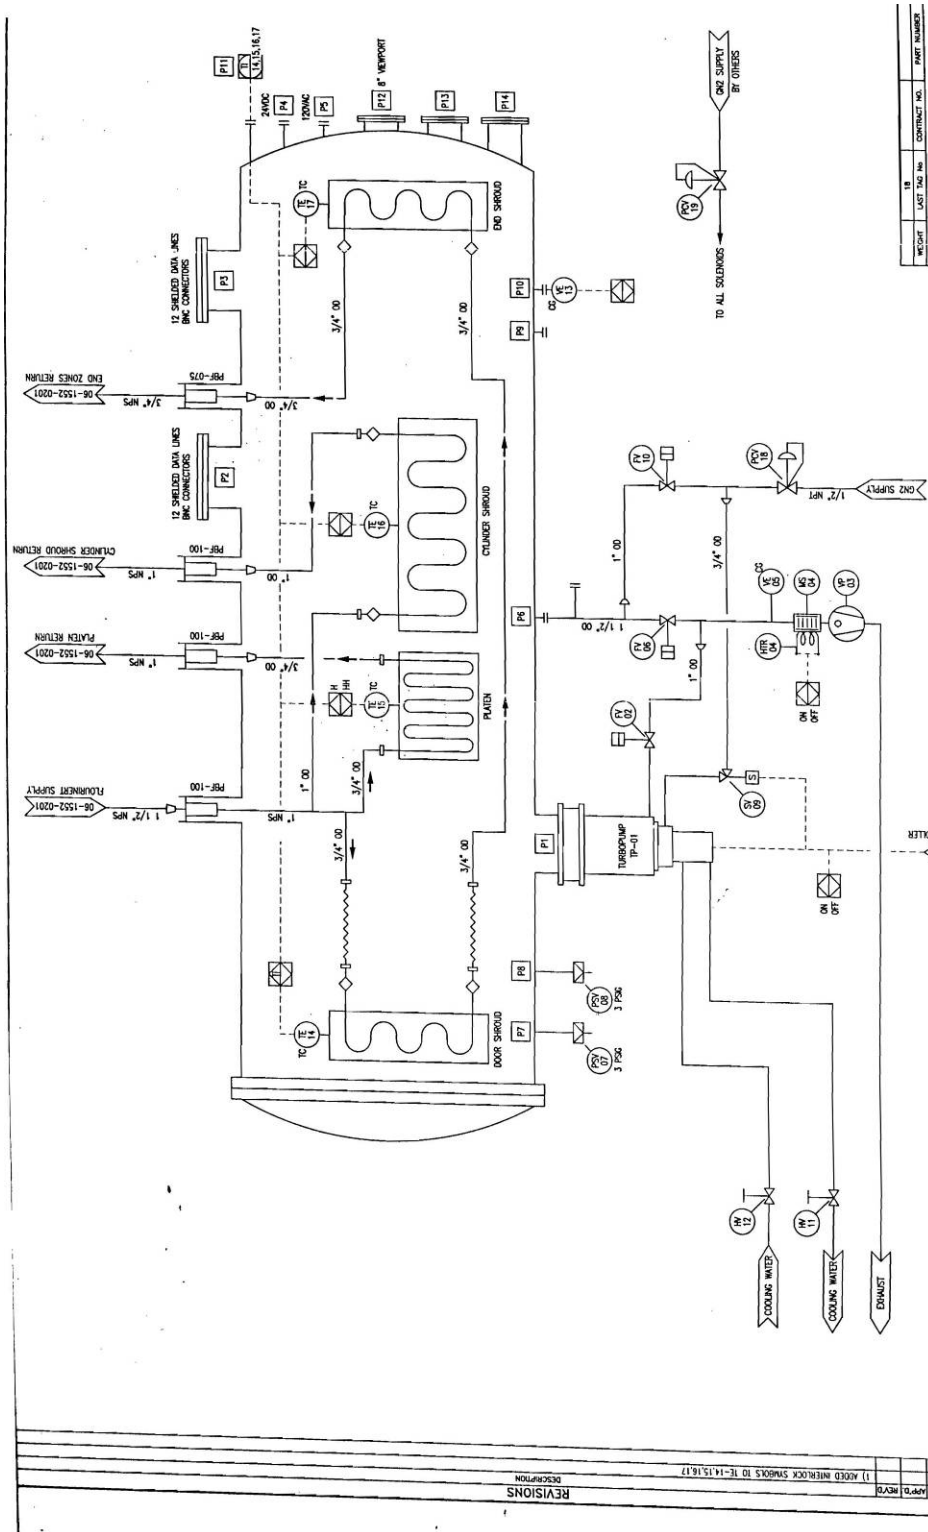 REVISIONS
DESCRIPTION
REV'D
APP'D.
1) ADDED INTERLOCK SYMBOLS TO TE-14,15,16,17
06-1552-0201
FLOURINERT SUPPLY
1 1/2" NPS
PBF-100
1" NPS
06-1552-0201
PLATEN RETURN
1" NPS
PBF-100
3/4" OD
06-1552-0201
CYLINDER SHROUD RETURN
1" NPS
PBF-100
1" OD
12 SHIELDED DATA LINES
BNC CONNECTORS
P2
06-1552-0201
END ZONES RETURN
3/4" NPS
PBF-075
3/4" OD
12 SHIELDED DATA LINES
BNC CONNECTORS
P3
P11
TI
14,15,16,17
24VDC
P4
120VAC
P5
P12
8" VIEWPORT
P13
P14
TI
TC
TE
14
DOOR SHROUD
3/4" OD
3/4" OD
1" OD
3/4" OD
H
HH
TC
TE
15
PLATEN
TC
TE
16
CYLINDER SHROUD
TC
TE
17
END SHROUD
3/4" OD
3/4" OD
P7
PSV
07
3 PSIG
P8
PSV
08
3 PSIG
P1
TURBOPUMP
TP-01
P6
1 1/2" OD
P9
P10
CG
VE
13
FV
02
1" OD
FV
06
1" OD
FV
10
3/4" OD
PCV
18
1/2" NPT
GN2 SUPPLY
CG
VE
05
MS
04
HTR
04
VP
03
ON
OFF
SV
09
S
ON
OFF
HV
12
COOLING WATER
HV
11
COOLING WATER
EXHAUST
GN2 SUPPLY
BY OTHERS
PCV
19
TO ALL SOLENOIDS
18
WEIGHT
LAST TAG No
CONTRACT NO.
PART NUMBER